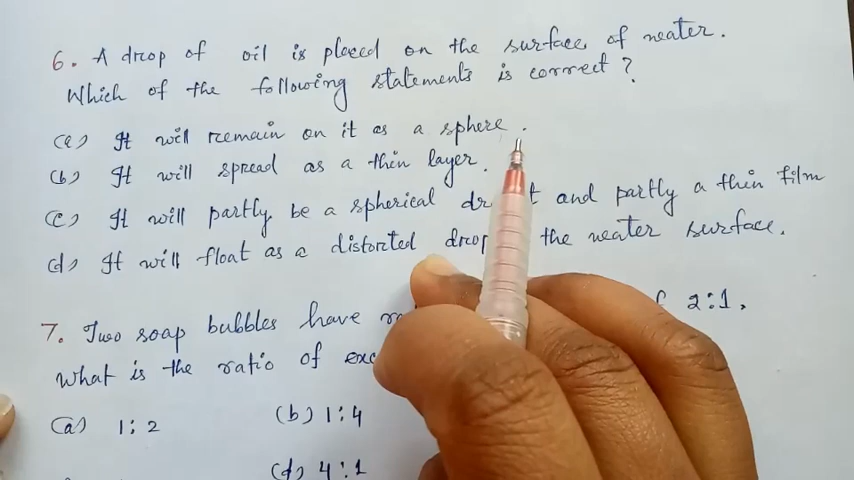 6. A drop of oil is placed on the surface of water.
Which of the following statements is correct?
(a) It will remain on it as a sphere.
(b) It will spread as a thin layer.
(c) It will partly be a spherical and partly a thin film
(d) It will float as a distorted drop the water surface.
7. Two soap bubbles have 2:1,
What is the ratio of
(a) 1:2 (b) 1:4
(d) 4:1